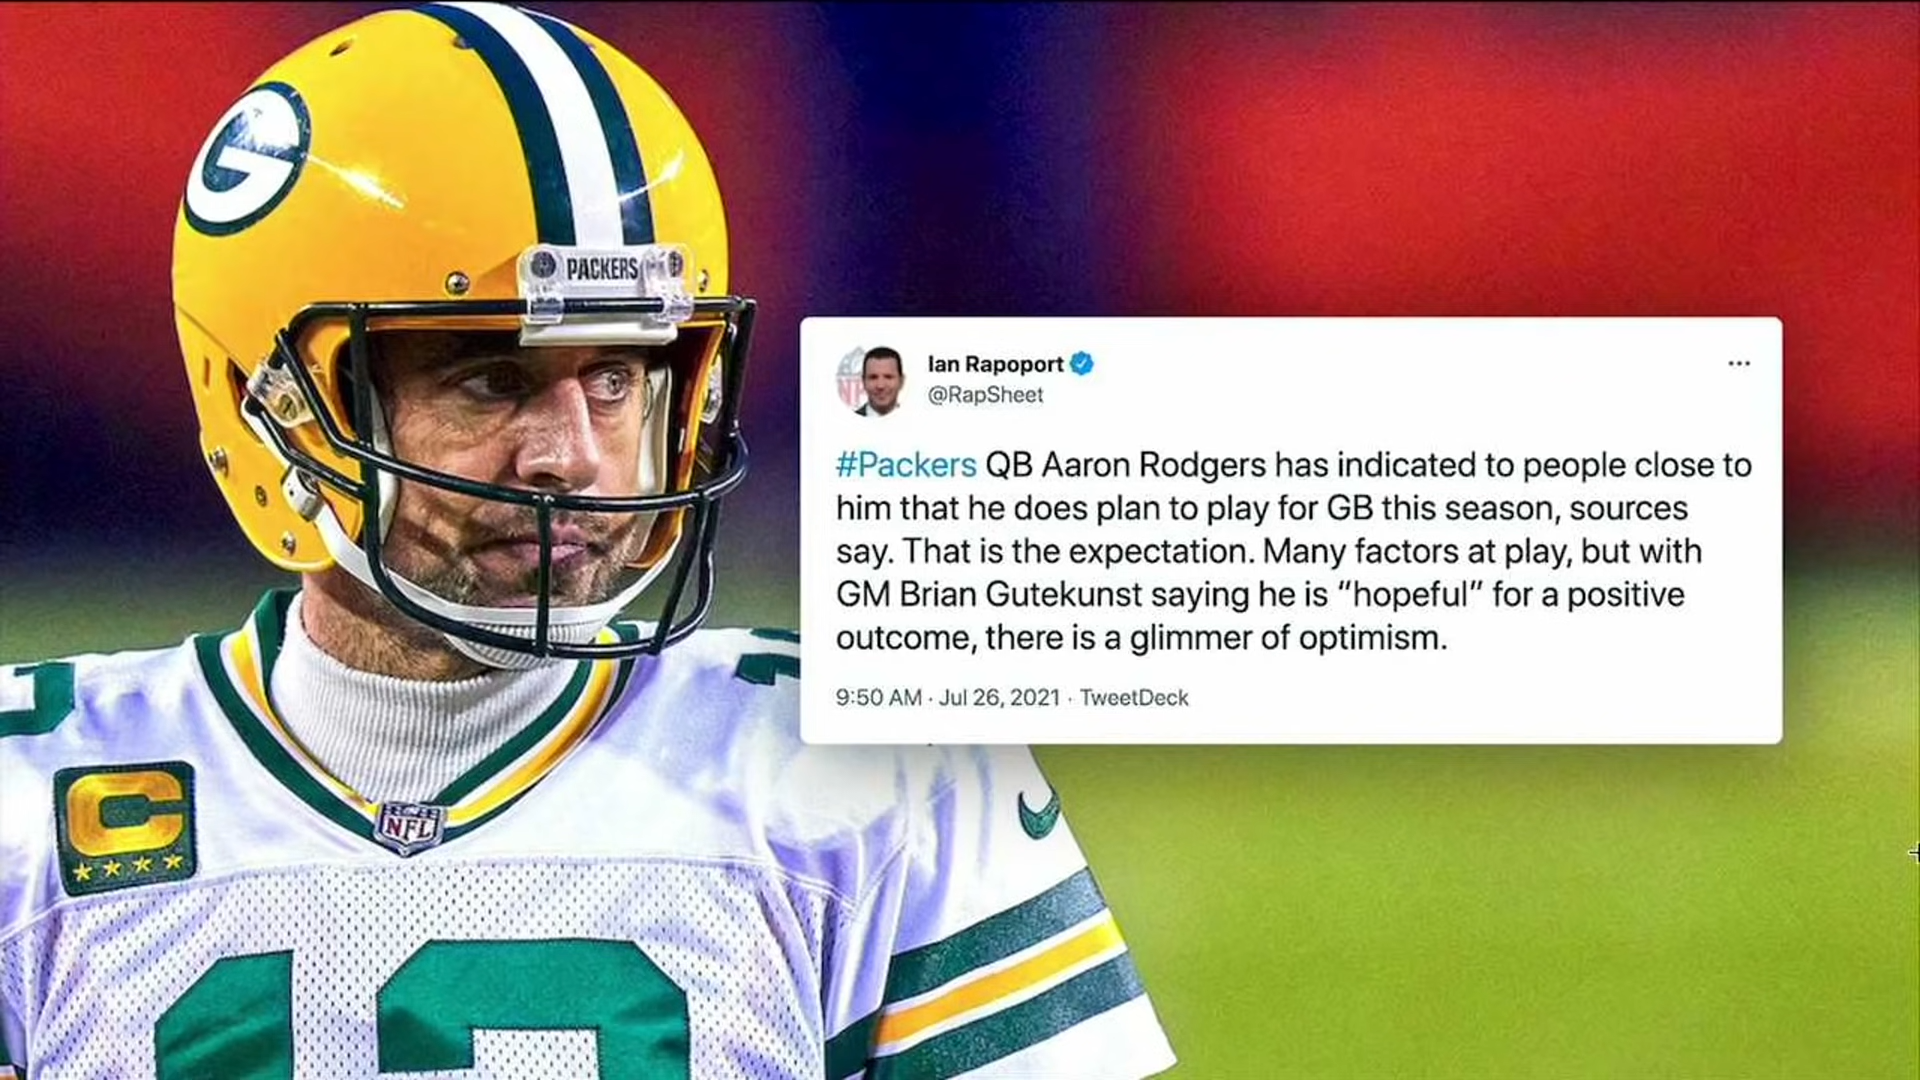 G
PACKERS
Ian Rapoport
@RapSheet
#Packers QB Aaron Rodgers has indicated to people close to
him that he does plan to play for GB this season, sources
say. That is the expectation. Many factors at play, but with
GM Brian Gutekunst saying he is “hopeful” for a positive
outcome, there is a glimmer of optimism.
9:50 AM · Jul 26, 2021 · TweetDeck
C
NFL
12